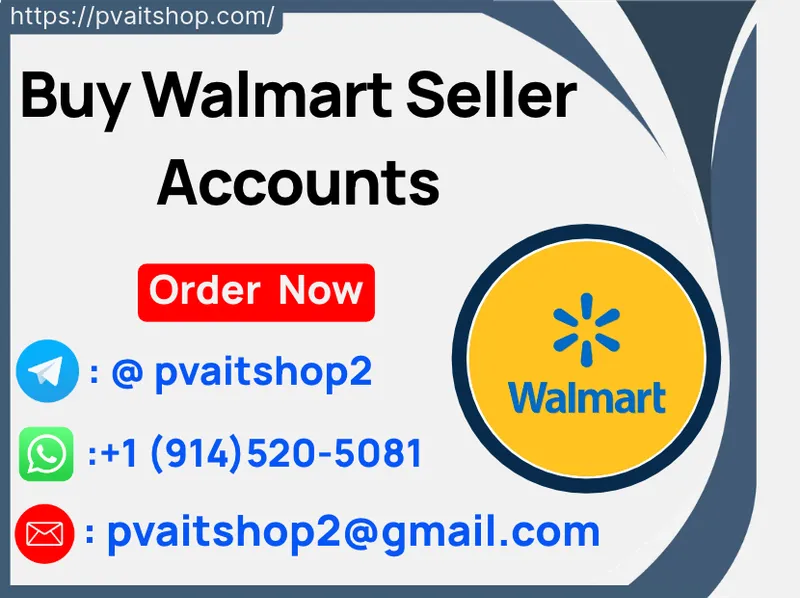 https://pvaitshop.com/
Buy Walmart Seller
Accounts
Order Now
: @ pvaitshop2
:+1 (914)520-5081
: pvaitshop2@gmail.com
Walmart